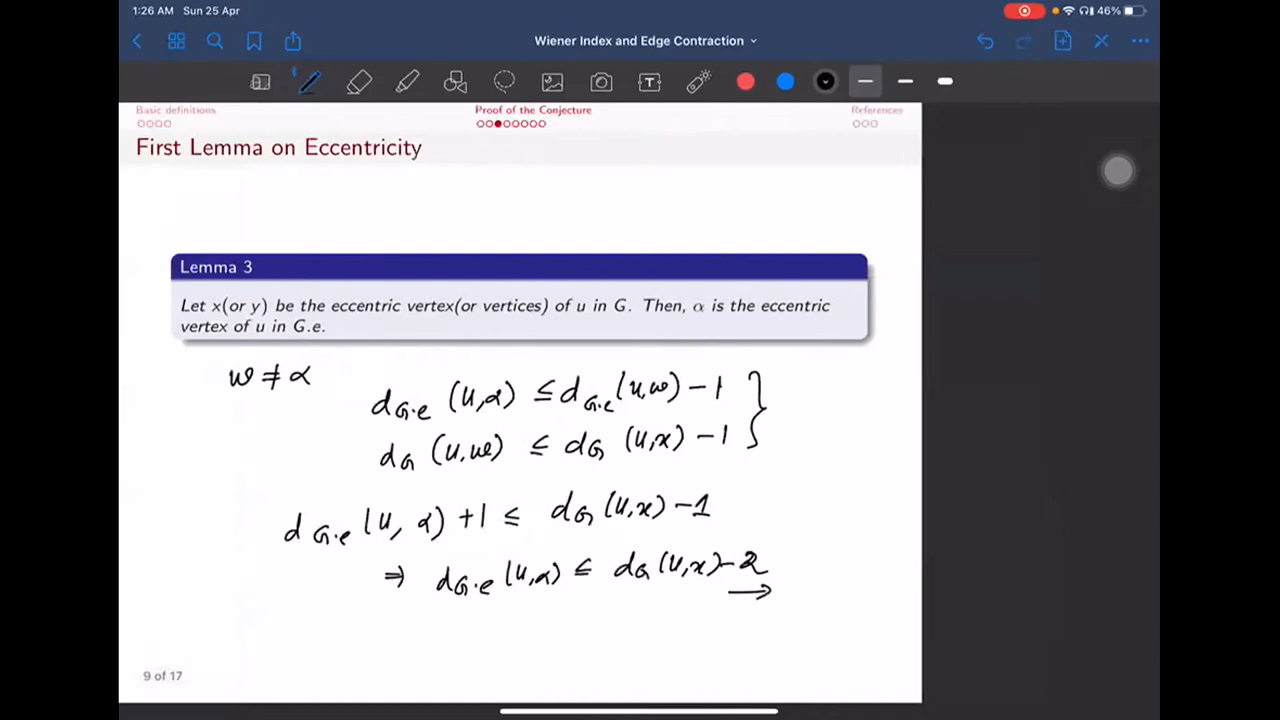 1:26 AM Sun 25 Apr
46%
Wiener Index and Edge Contraction
T
Basic definitions
Proof of the Conjecture
References
First Lemma on Eccentricity
Lemma 3
Let x(or y) be the eccentric vertex(or vertices) of u in G. Then, α is the eccentric
vertex of u in G.e.
w ≠ α
d_{G.e} (u,α) ≤ d_{G.e} (u,w) − 1
d_G (u,w) ≤ d_G (u,x) − 1
d_{G.e} (u, α) + 1 ≤ d_G (u,x) − 1
⇒ d_{G.e} (u,α) ≤ d_G (u,x) − 2
9 of 17